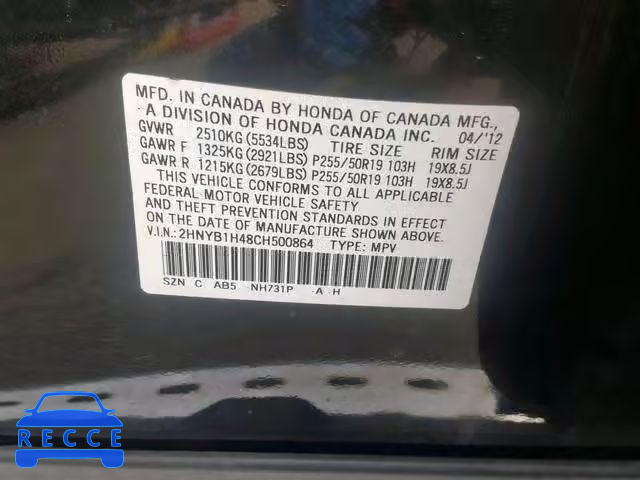 MFD. IN CANADA BY HONDA OF CANADA MFG.,
A DIVISION OF HONDA CANADA INC. 04/'12
GVWR 2510KG (5534LBS) TIRE SIZE RIM SIZE
GAWR F 1325KG (2921LBS) P255/50R19 103H 19X8.5J
GAWR R 1215KG (2679LBS) P255/50R19 103H 19X8.5J
THIS VEHICLE CONFORMS TO ALL APPLICABLE
FEDERAL MOTOR VEHICLE SAFETY, BUMPER,
AND THEFT PREVENTION STANDARDS IN EFFECT
ON THE DATE OF MANUFACTURE SHOWN ABOVE.
V.I.N.:2HNYB1H48CH500864 TYPE: MPV
SZN C AB5 NH731P -A H
RECCE